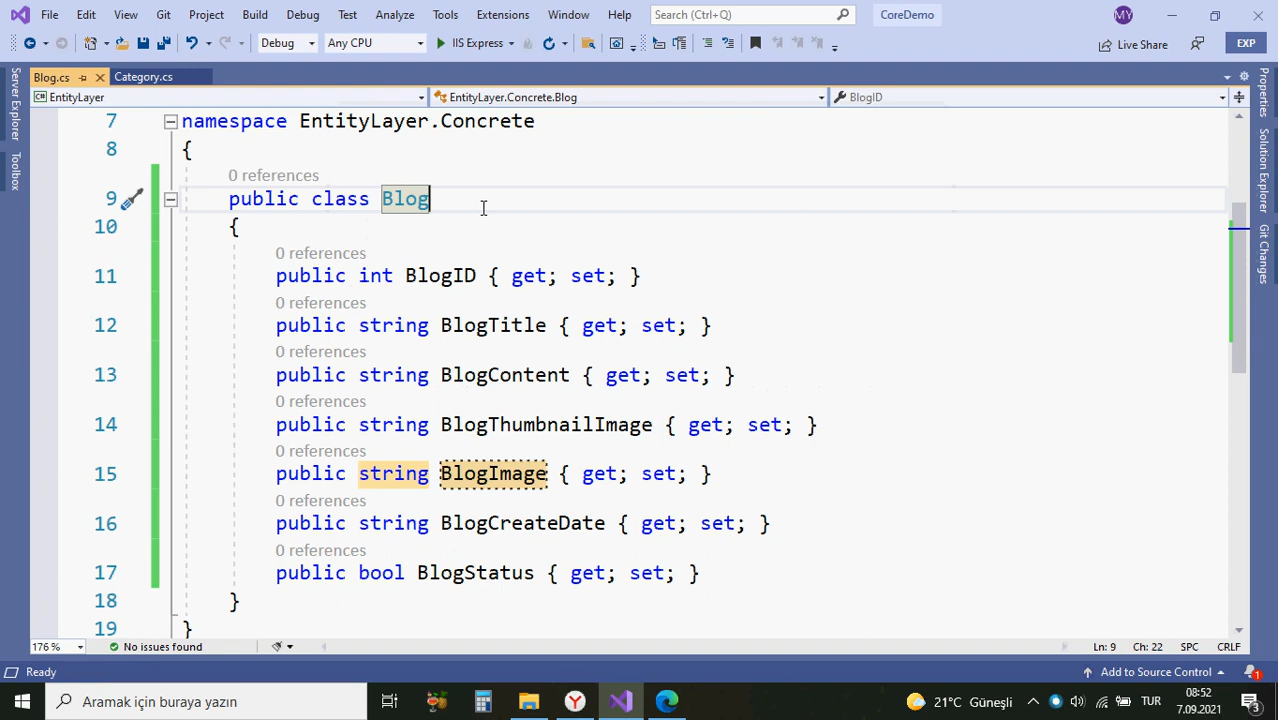 File Edit View Git Project Build Debug Test Analyze Tools Extensions Window Help Search (Ctrl+Q) CoreDemo MY
Debug Any CPU IIS Express Live Share EXP
Blog.cs Category.cs
EntityLayer EntityLayer.Concrete.Blog BlogID
Server Explorer
Toolbox
Properties
Solution Explorer
Git Changes
7 namespace EntityLayer.Concrete
8 {
0 references
9 public class Blog
10 {
0 references
11 public int BlogID { get; set; }
0 references
12 public string BlogTitle { get; set; }
0 references
13 public string BlogContent { get; set; }
0 references
14 public string BlogThumbnailImage { get; set; }
0 references
15 public string BlogImage { get; set; }
0 references
16 public string BlogCreateDate { get; set; }
0 references
17 public bool BlogStatus { get; set; }
18 }
19 }
176 % No issues found Ln: 9 Ch: 22 SPC CRLF
Ready Add to Source Control 1
Aramak için buraya yazın 21°C Güneşli TUR 08:52
7.09.2021 3